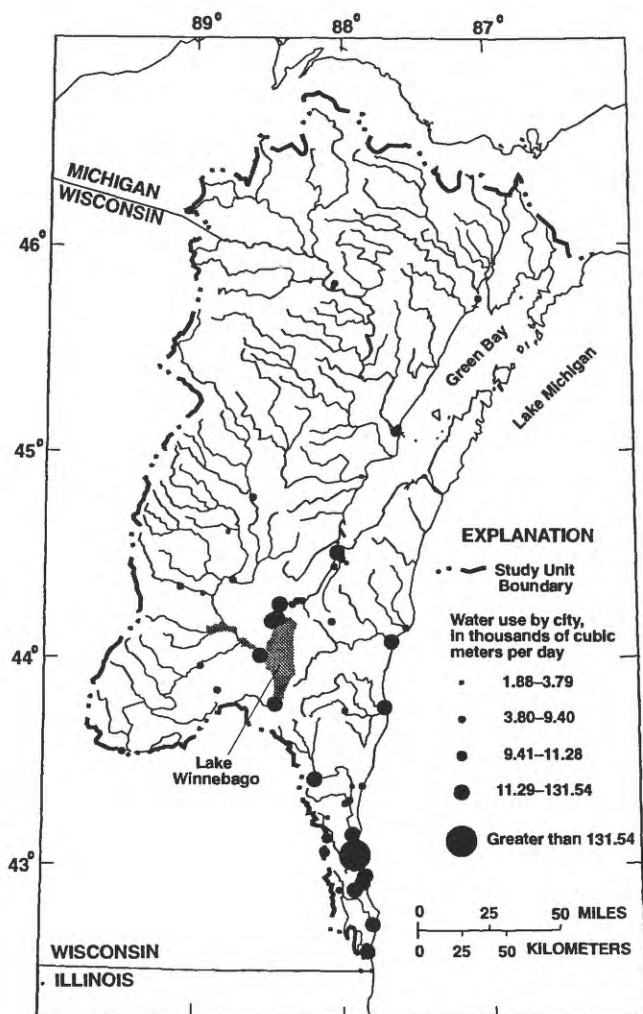 89° 88° 87°
MICHIGAN
WISCONSIN
46°
Green Bay
Lake Michigan
45°
EXPLANATION
Study Unit
Boundary
Water use by city,
In thousands of cubic
meters per day
44°
1.88–3.79
3.80–9.40
9.41–11.28
11.29–131.54
Greater than 131.54
Lake
Winnebago
43°
0 25 50 MILES
0 25 50 KILOMETERS
WISCONSIN
ILLINOIS